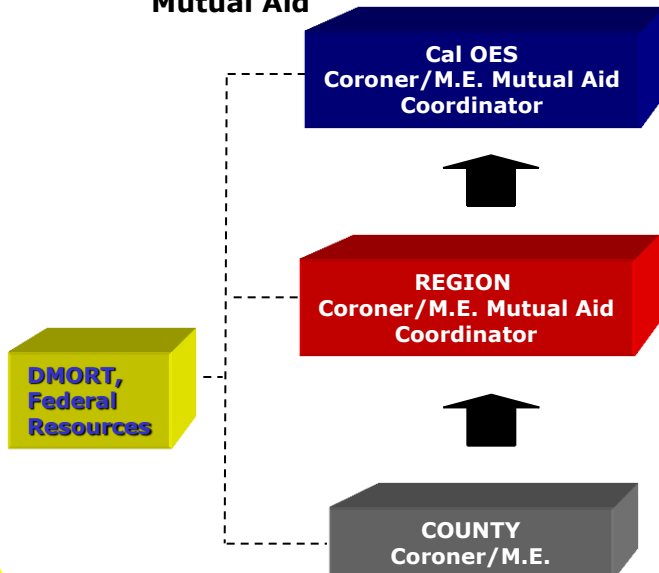 Mutual Aid
Cal OES
Coroner/M.E. Mutual Aid
Coordinator
REGION
Coroner/M.E. Mutual Aid
Coordinator
DMORT,
Federal
Resources
COUNTY
Coroner/M.E.